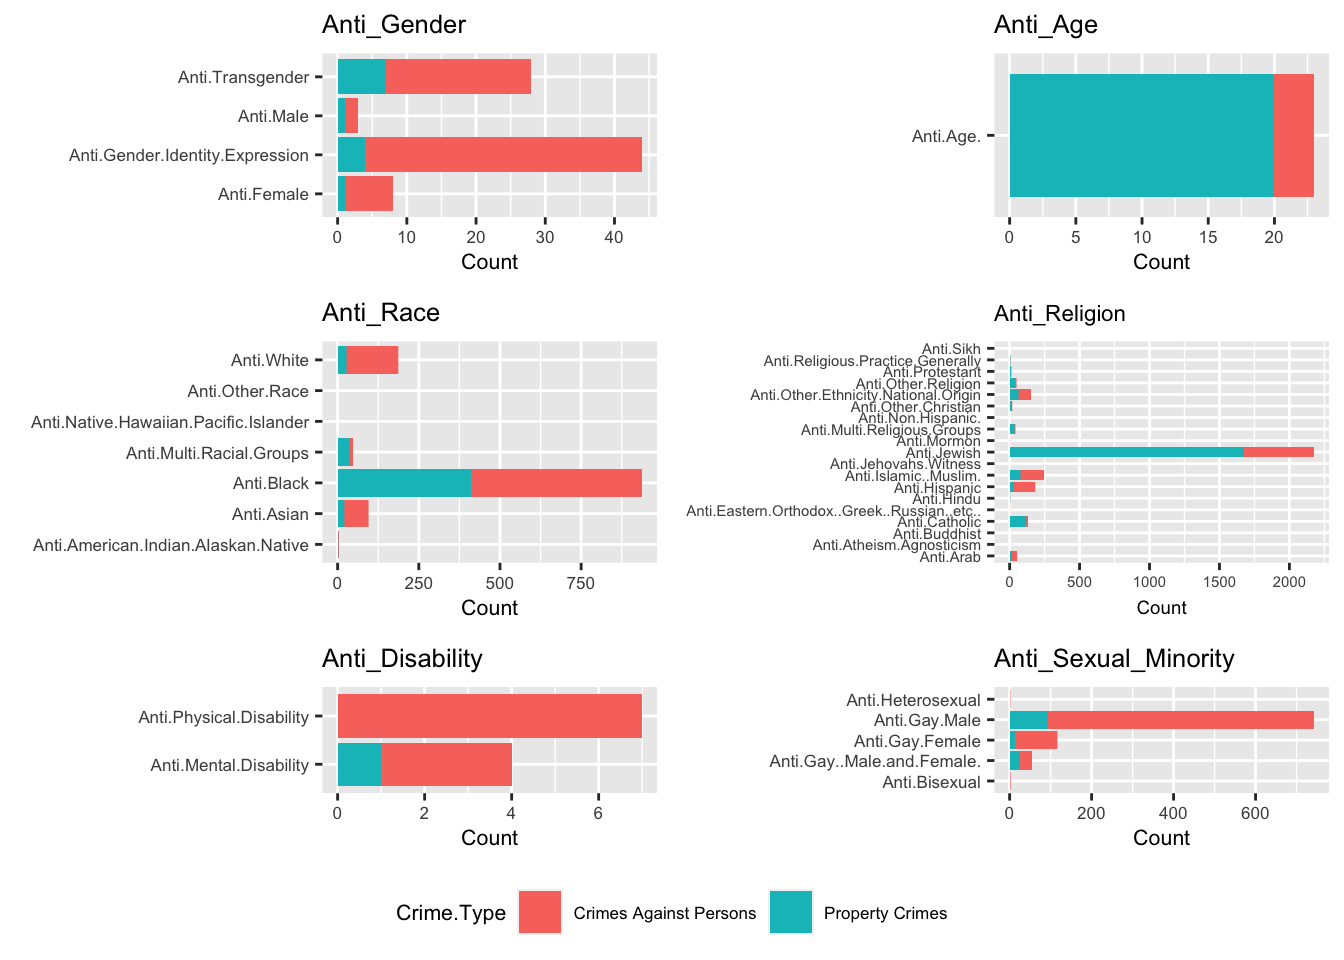 Anti_Gender
Anti.Transgender
Anti.Male
Anti.Gender.Identity.Expression
Anti.Female
0 10 20 30 40
Count
Anti_Age
Anti.Age.
0 5 10 15 20
Count
Anti_Race
Anti.White
Anti.Other.Race
Anti.Native.Hawaiian.Pacific.Islander
Anti.Multi.Racial.Groups
Anti.Black
Anti.Asian
Anti.American.Indian.Alaskan.Native
0 250 500 750
Count
Anti_Religion
Anti.Sikh
Anti.Religious.Practice.Generally
Anti.Protestant
Anti.Other.Religion
Anti.Other.Ethnicity.National.Origin
Anti.Other.Christian
Anti.Non.Hispanic.
Anti.Multi.Religious.Groups
Anti.Mormon
Anti.Jewish
Anti.Jehovahs.Witness
Anti.Islamic..Muslim.
Anti.Hispanic
Anti.Hindu
Anti.Eastern.Orthodox..Greek..Russian..etc..
Anti.Catholic
Anti.Buddhist
Anti.Atheism.Agnosticism
Anti.Arab
0 500 1000 1500 2000
Count
Anti_Disability
Anti.Physical.Disability
Anti.Mental.Disability
0 2 4 6
Count
Anti_Sexual_Minority
Anti.Heterosexual
Anti.Gay.Male
Anti.Gay.Female
Anti.Gay..Male.and.Female.
Anti.Bisexual
0 200 400 600
Count
Crime.Type Crimes Against Persons Property Crimes